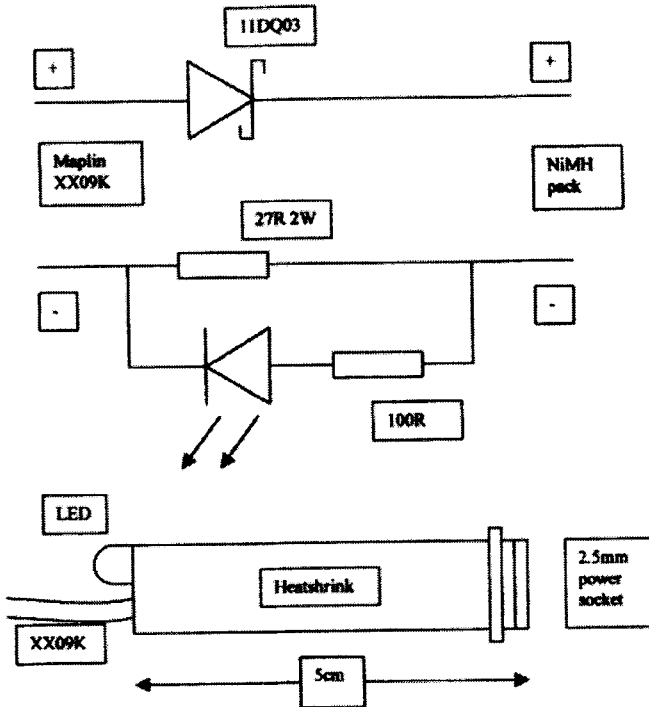 11DQ03
+
+
Maplin
XX09K
NiMH
pack
27R 2W
-
-
100R
LED
Heatshrink
2.5mm
power
socket
XX09K
5cm